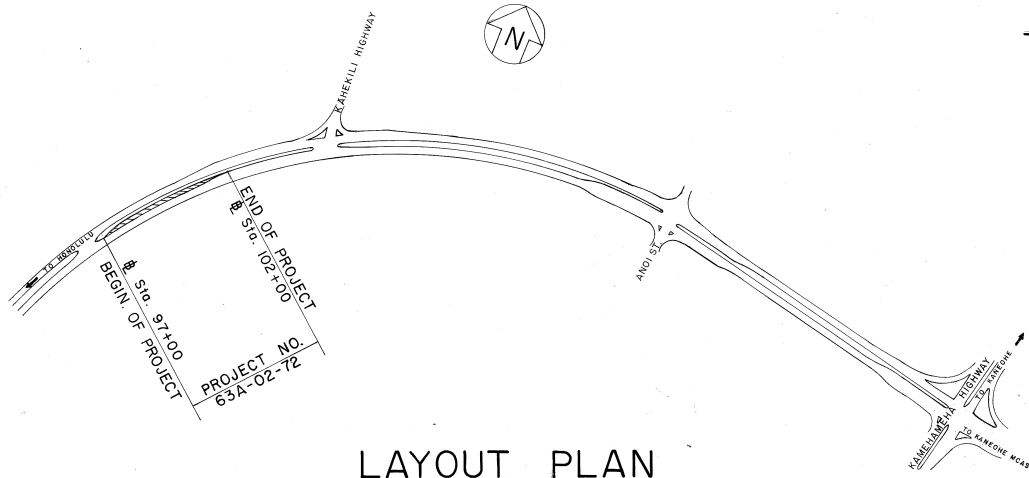 N
KAHEKILI HIGHWAY
TO HONOLULU
END OF PROJECT
℄ Sta. 102+00
℄ Sta. 97+00
BEGIN. OF PROJECT
PROJECT NO.
63A-02-72
ANOI ST.
KAMEHAMEHA HIGHWAY
TO KANEOHE
TO KANEOHE MCAS
LAYOUT PLAN